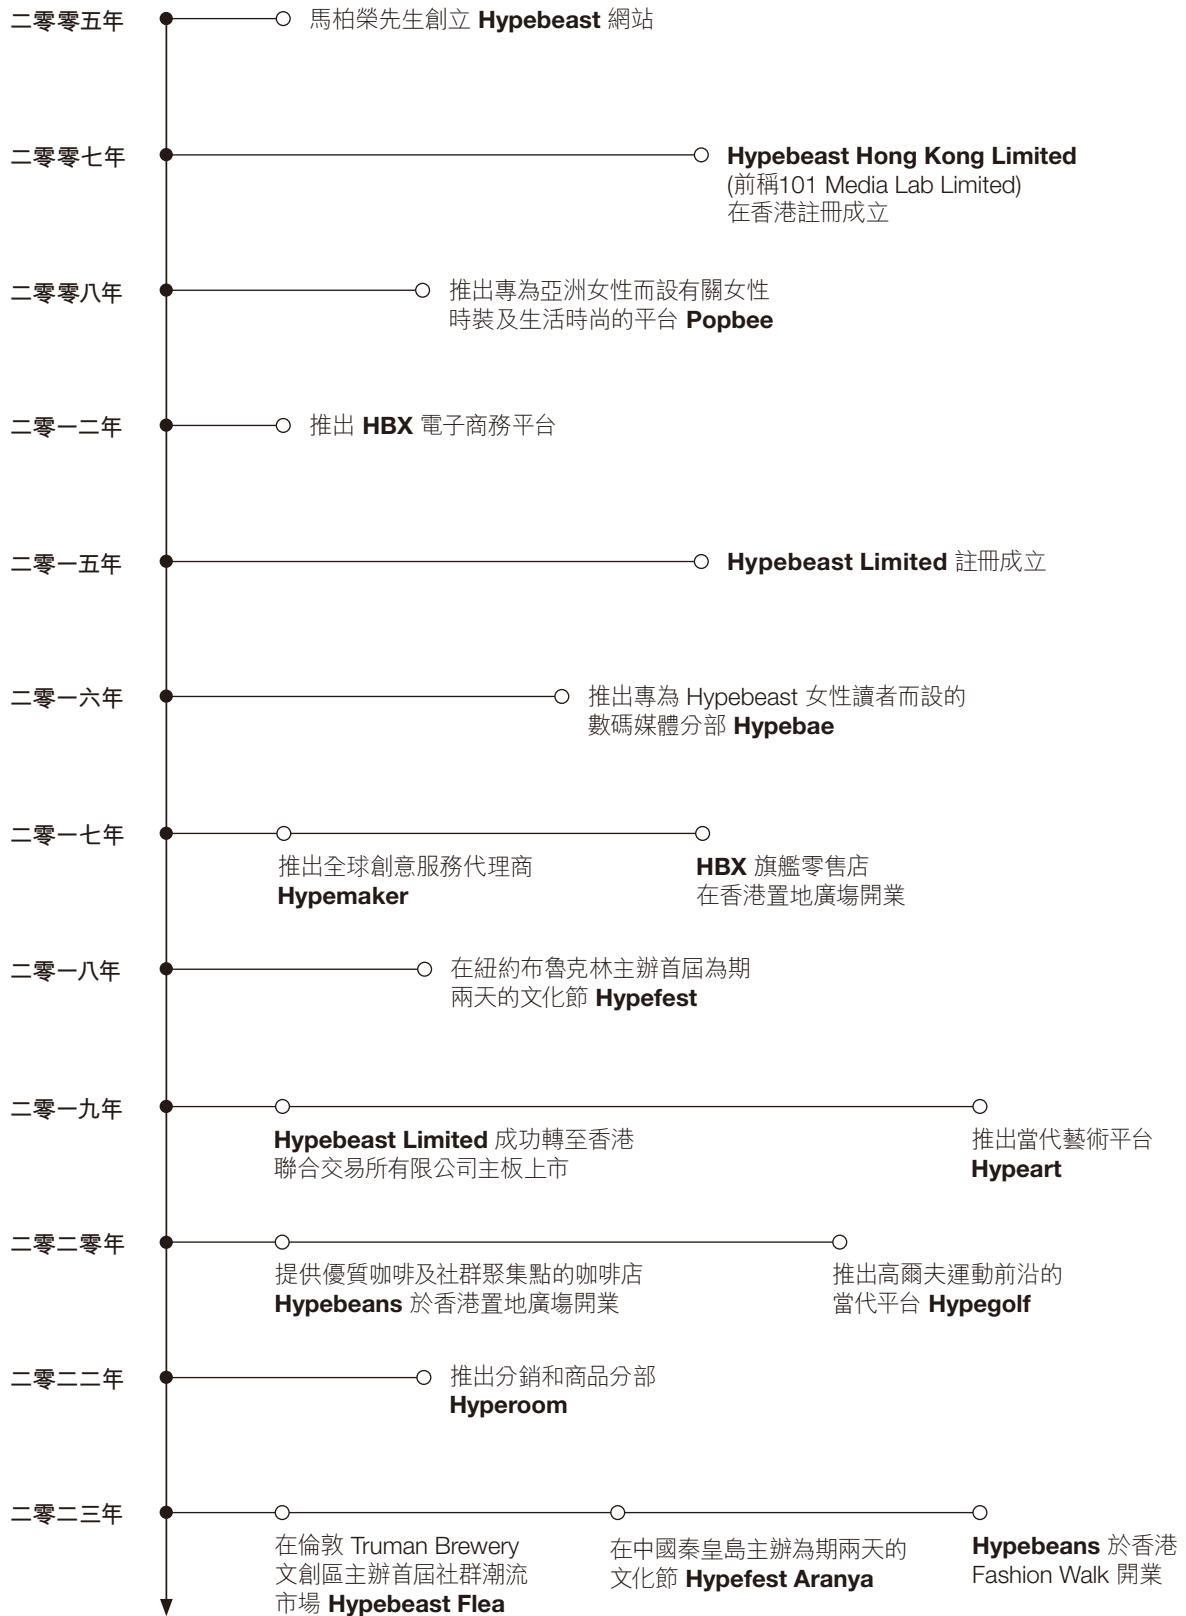 二零零五年
馬柏榮先生創立 Hypebeast 網站
二零零七年
Hypebeast Hong Kong Limited
(前稱101 Media Lab Limited)
在香港註冊成立
二零零八年
推出專為亞洲女性而設有關女性
時裝及生活時尚的平台 Popbee
二零一二年
推出 HBX 電子商務平台
二零一五年
Hypebeast Limited 註冊成立
二零一六年
推出專為 Hypebeast 女性讀者而設的
數碼媒體分部 Hypebae
二零一七年
推出全球創意服務代理商
Hypemaker
HBX 旗艦零售店
在香港置地廣場開業
二零一八年
在紐約布魯克林主辦首屆為期
兩天的文化節 Hypefest
二零一九年
Hypebeast Limited 成功轉至香港
聯合交易所有限公司主板上市
推出當代藝術平台
Hypeart
二零二零年
提供優質咖啡及社群聚集點的咖啡店
Hypebeans 於香港置地廣場開業
推出高爾夫運動前沿的
當代平台 Hypegolf
二零二二年
推出分銷和商品分部
Hyperoom
二零二三年
在倫敦 Truman Brewery
文創區主辦首屆社群潮流
市場 Hypebeast Flea
在中國秦皇島主辦為期兩天的
文化節 Hypefest Aranya
Hypebeans 於香港
Fashion Walk 開業